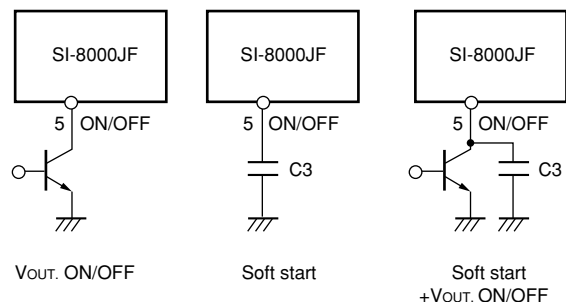 SI-8000JF
5 ON/OFF
VOUT. ON/OFF
SI-8000JF
5 ON/OFF
C3
Soft start
SI-8000JF
5 ON/OFF
C3
Soft start
+VOUT. ON/OFF